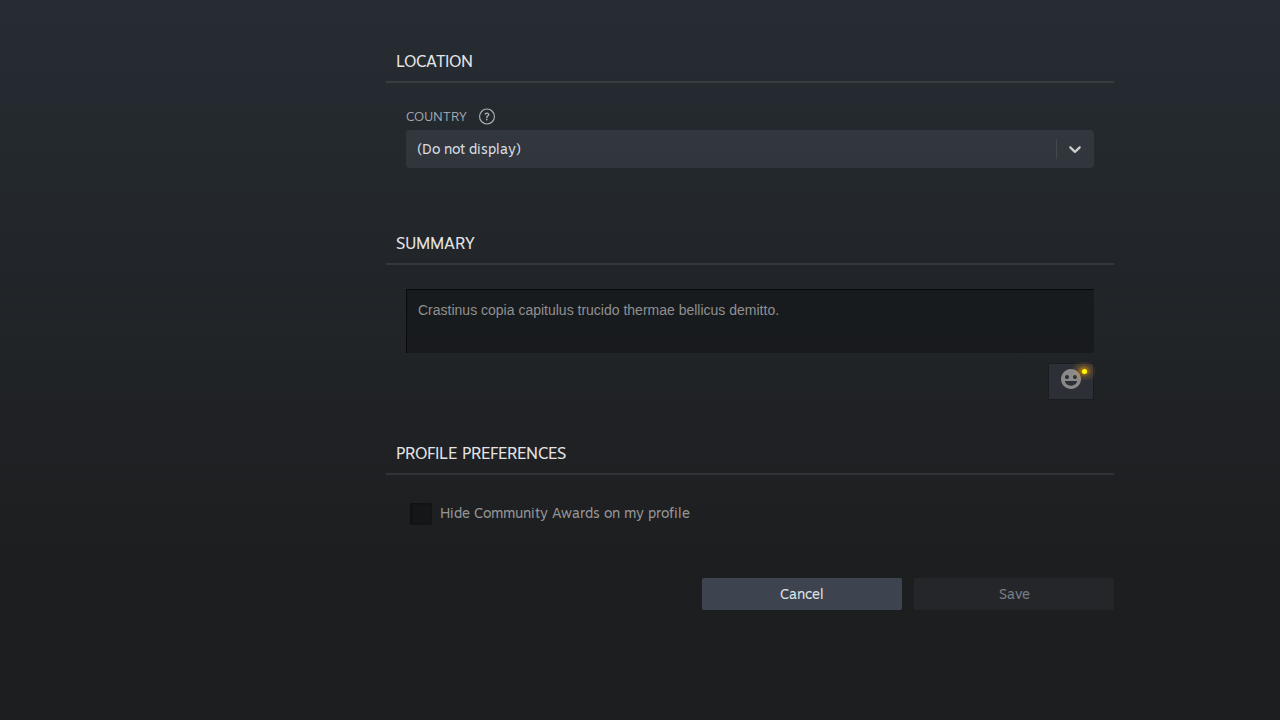 LOCATION
COUNTRY ?
(Do not display)
SUMMARY
Crastinus copia capitulus trucido thermae bellicus demitto.
PROFILE PREFERENCES
Hide Community Awards on my profile
Cancel Save